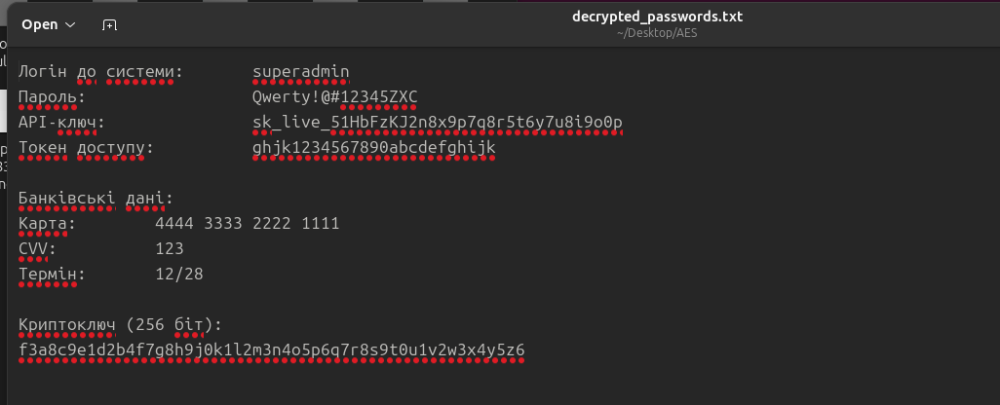 Open
decrypted_passwords.txt
~/Desktop/AES
Логін до системи: superadmin
Пароль: Qwerty!@#12345ZXC
API-ключ: sk_live_51HbFzKJ2n8x9p7q8r5t6y7u8i9o0p
Токен доступу: ghjk1234567890abcdefghijk
Банківські дані:
Карта: 4444 3333 2222 1111
CVV: 123
Термін: 12/28
Криптоключ (256 біт):
f3a8c9e1d2b4f7g8h9j0k1l2m3n4o5p6q7r8s9t0u1v2w3x4y5z6